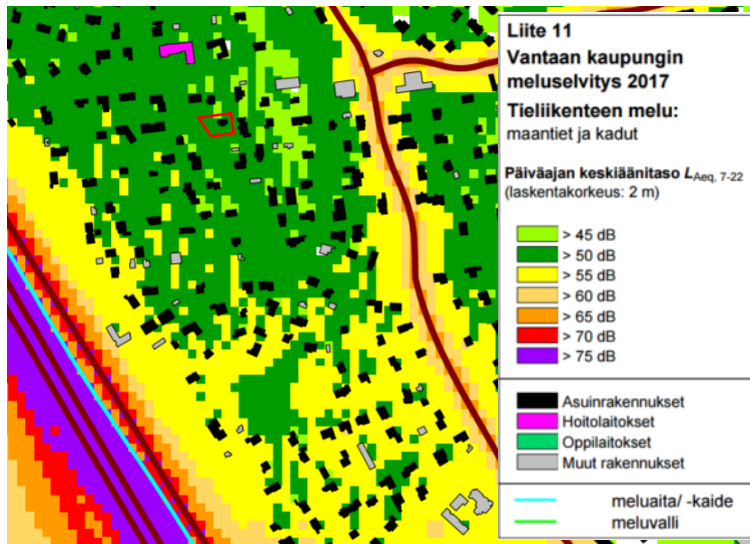 Liite 11
Vantaan kaupungin
meluselvitys 2017
Tieliikenteen melu:
maantiet ja kadut
Päiväajan keskiäänitaso LAeq, 7-22
(laskentakorkeus: 2 m)
> 45 dB
> 50 dB
> 55 dB
> 60 dB
> 65 dB
> 70 dB
> 75 dB
Asuinrakennukset
Hoitolaitokset
Oppilaitokset
Muut rakennukset
meluaita/ -kaide
meluvalli